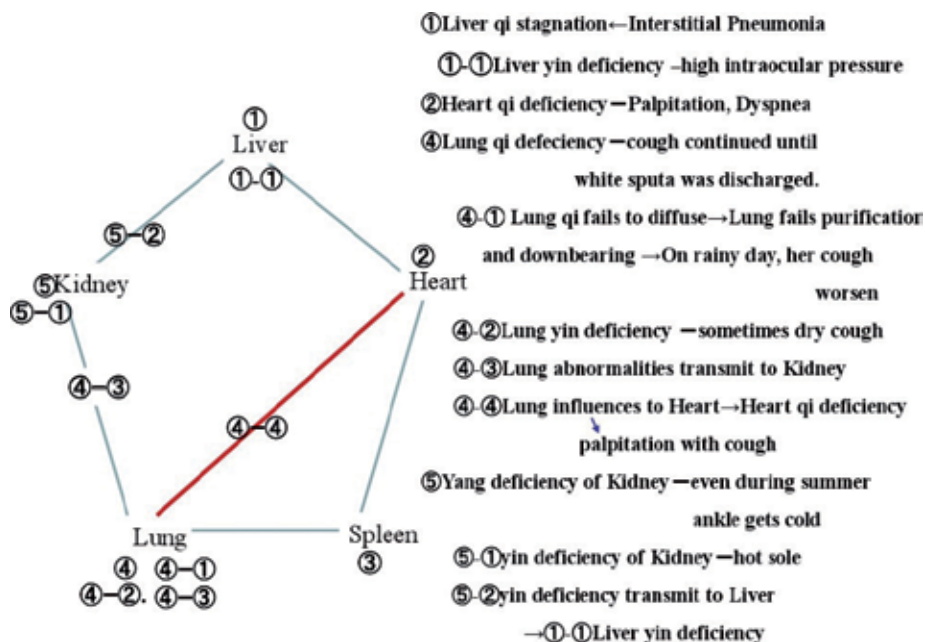 ①
Liver
①-①
⑤-②
②
Heart
⑤Kidney
⑤-①
④-③
④-④
Lung
④ ④-①
④-②. ④-③
Spleen
③
①Liver qi stagnation←Interstitial Pneumonia
①-①Liver yin deficiency –high intraocular pressure
②Heart qi deficiency－Palpitation, Dyspnea
④Lung qi defeciency－cough continued until
white sputa was discharged.
④-① Lung qi fails to diffuse→Lung fails purification
and downbearing →On rainy day, her cough
worsen
④-②Lung yin deficiency －sometimes dry cough
④-③Lung abnormalities transmit to Kidney
④-④Lung influences to Heart→Heart qi deficiency
palpitation with cough
⑤Yang deficiency of Kidney－even during summer
ankle gets cold
⑤-①yin deficiency of Kidney－hot sole
⑤-②yin deficiency transmit to Liver
→①-①Liver yin deficiency